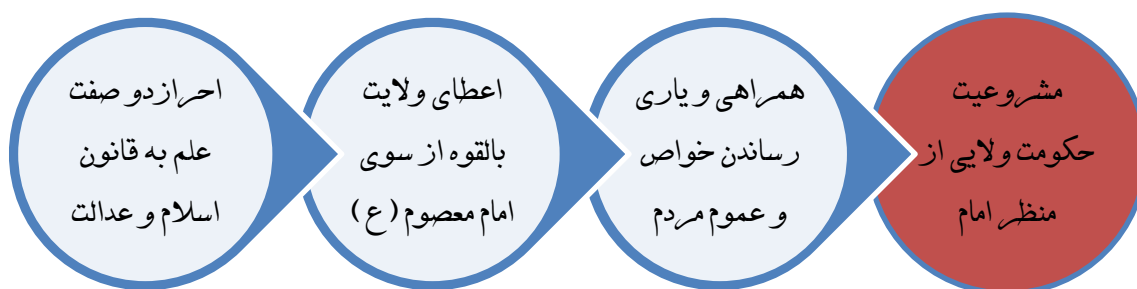 احراز دو صفت
علم به قانون
اسلام و عدالت
اعطای ولایت
بالقوه از سوی
امام معصوم (ع)
همراهی و یاری
رساندن خواص
و عموم مردم
مشروعیت
حکومت ولایی از
منظر امام